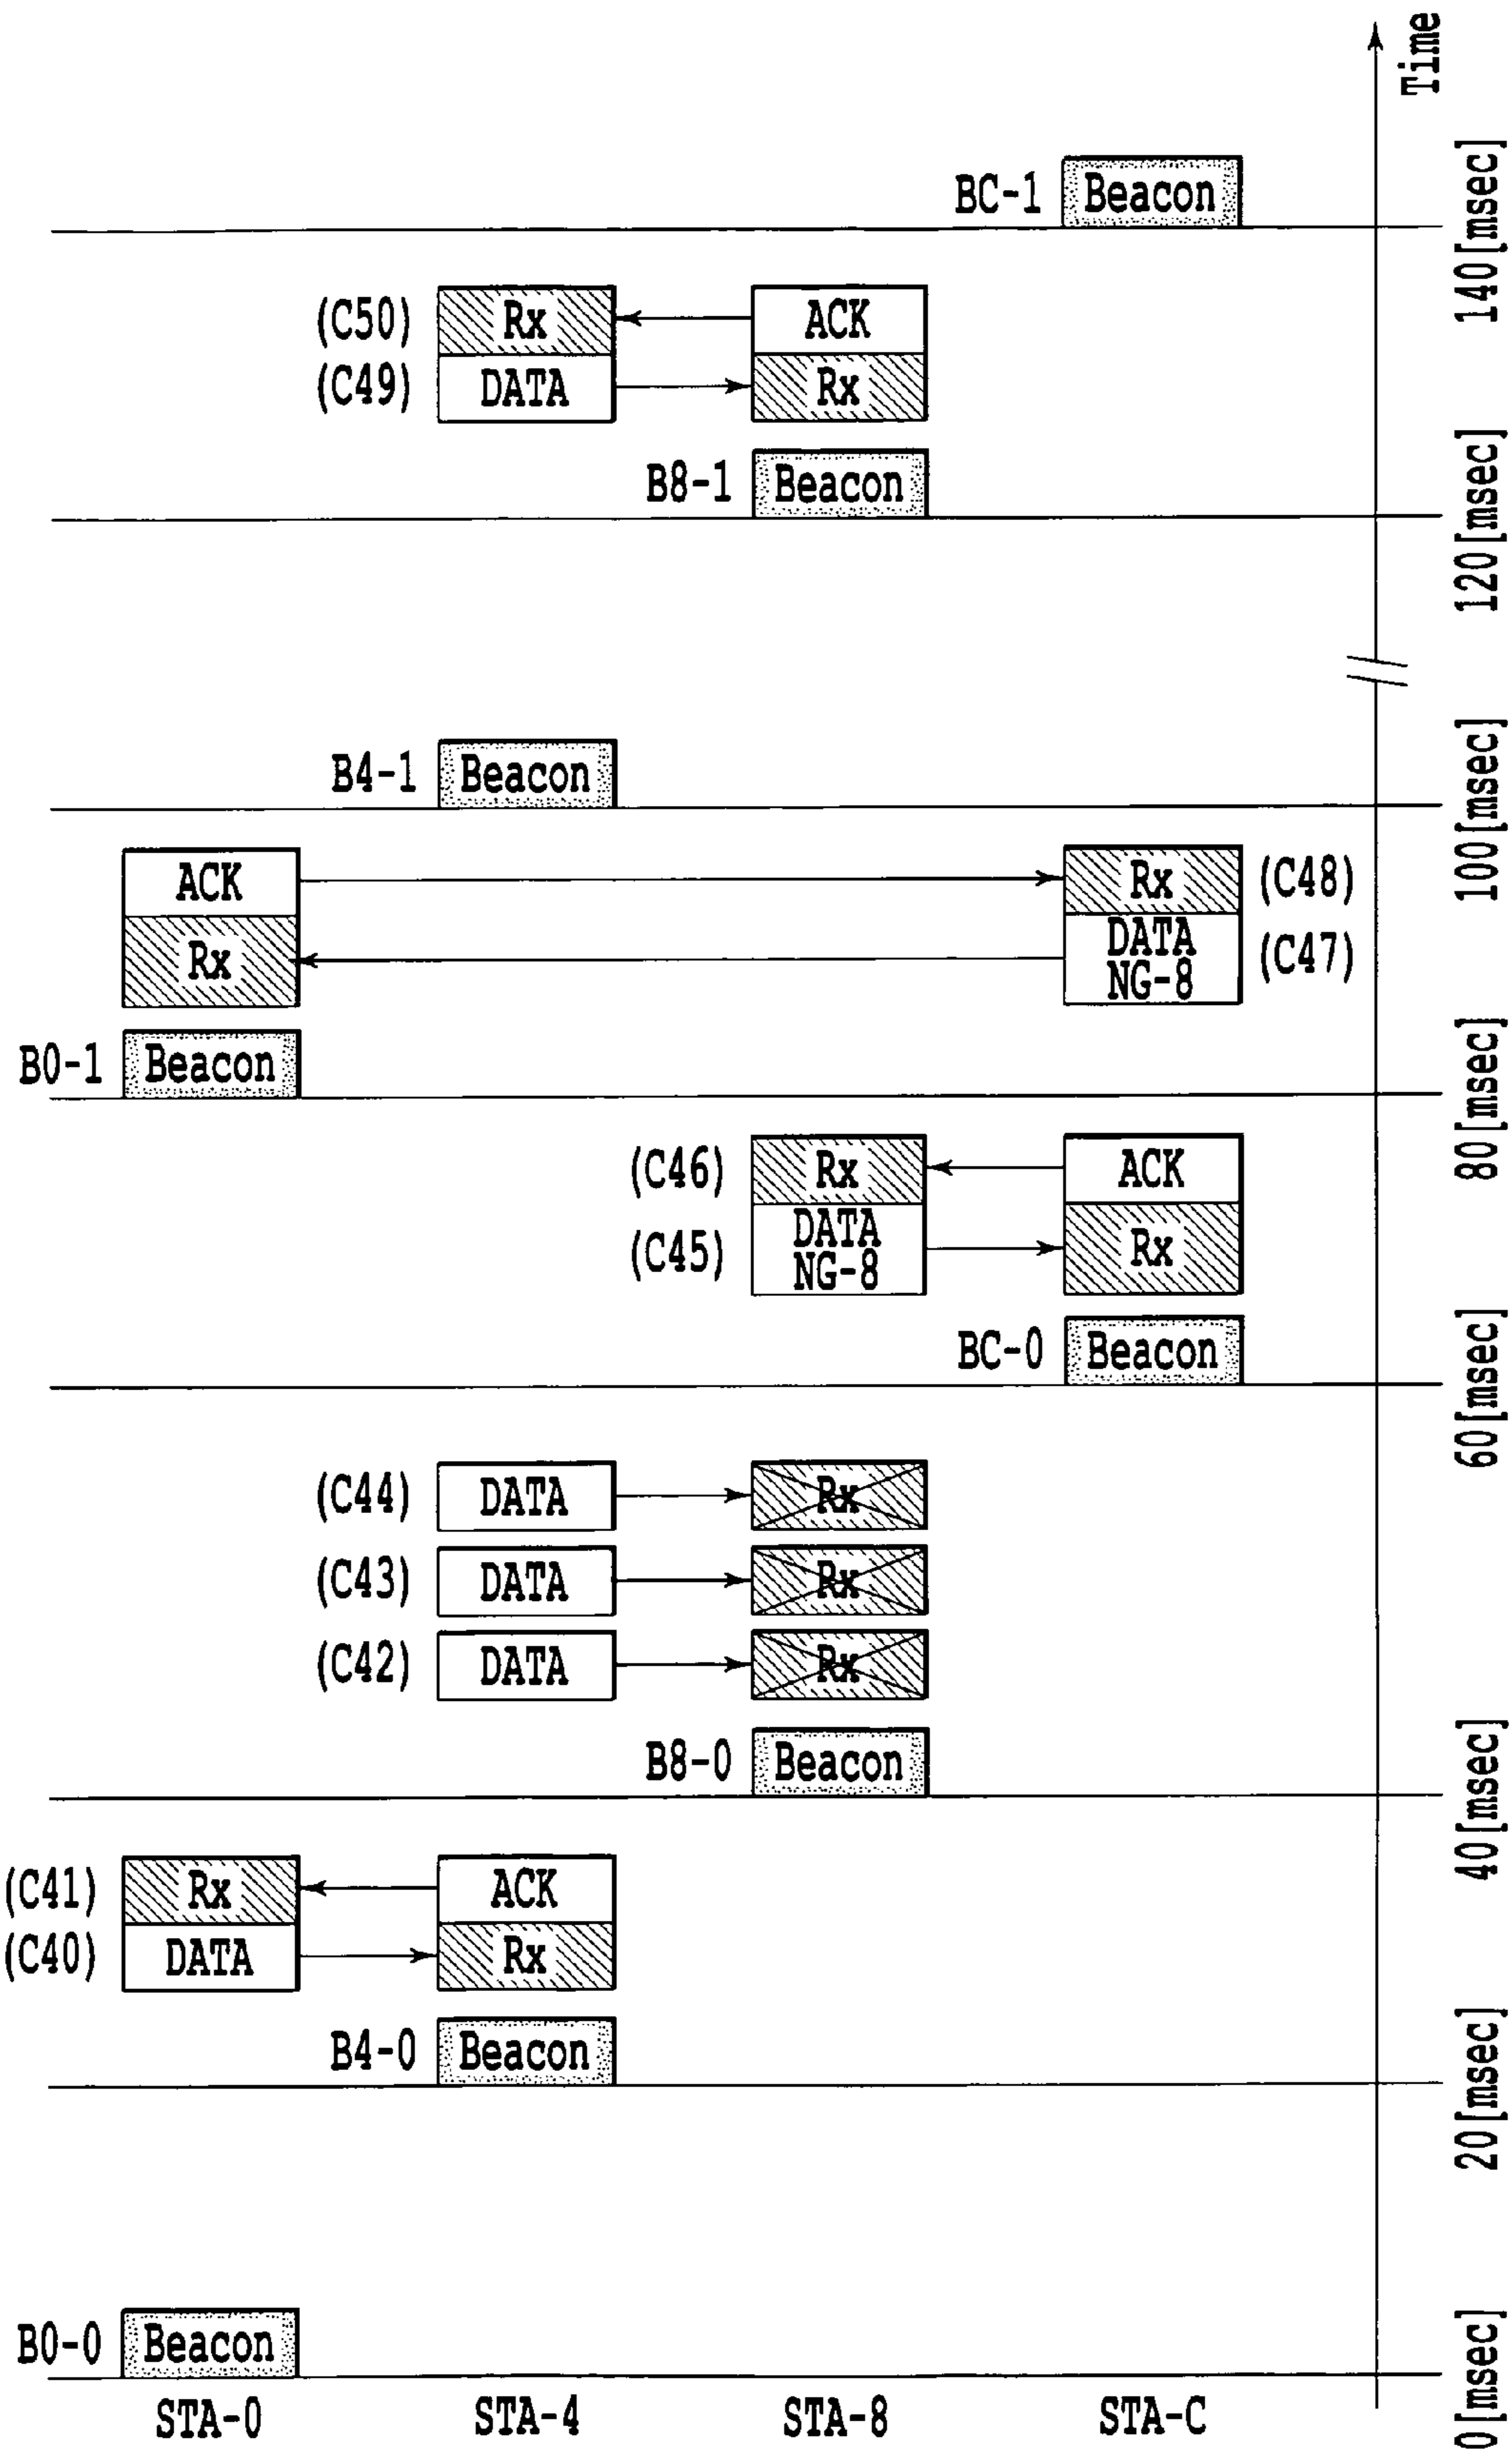 Time
140[msec]
BC-1 Beacon
(C50) Rx ACK
(C49) DATA Rx
B8-1 Beacon
120[msec]
B4-1 Beacon
100[msec]
ACK Rx (C48)
Rx DATA NG-8 (C47)
B0-1 Beacon
80[msec]
(C46) Rx ACK
(C45) DATA NG-8 Rx
BC-0 Beacon
60[msec]
(C44) DATA Rx
(C43) DATA Rx
(C42) DATA Rx
B8-0 Beacon
40[msec]
(C41) Rx ACK
(C40) DATA Rx
B4-0 Beacon
20[msec]
B0-0 Beacon
0[msec]
STA-0 STA-4 STA-8 STA-C